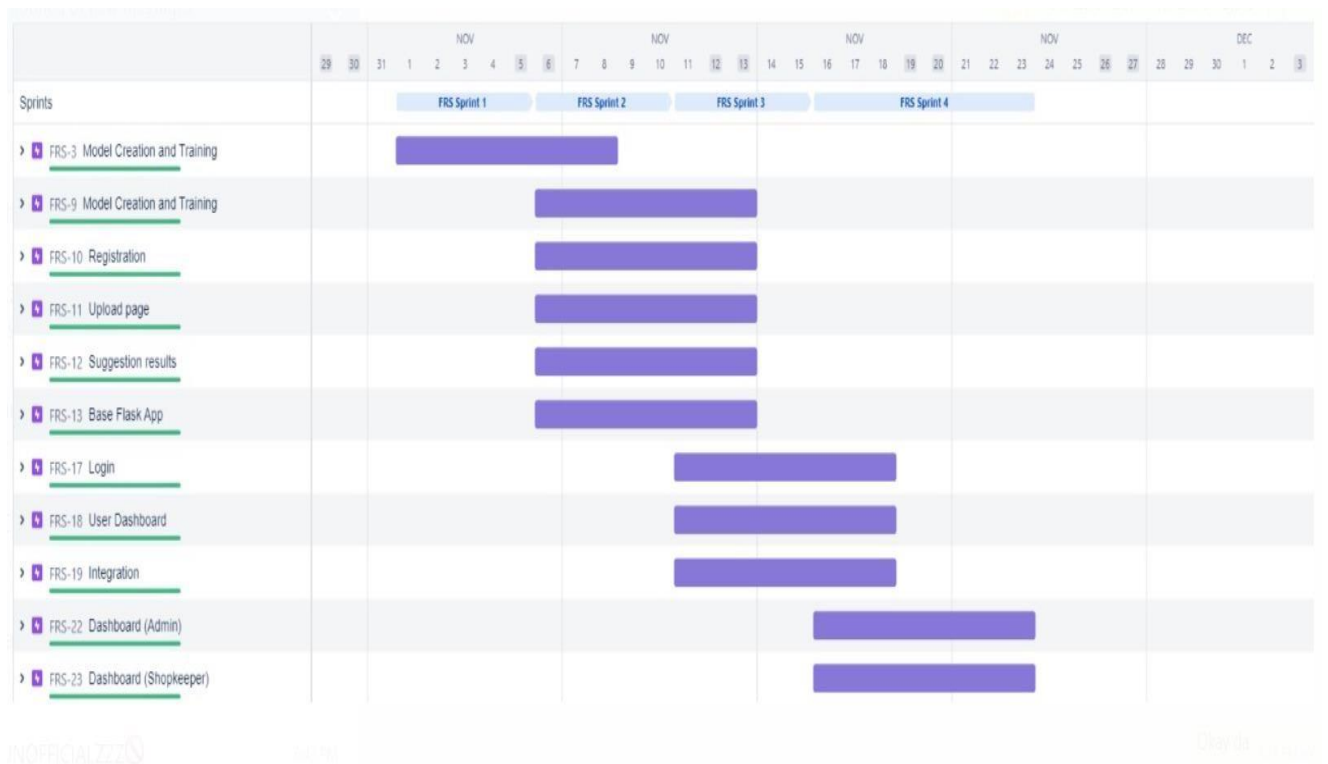 NOV NOV NOV NOV DEC
29 30 31 1 2 3 4 5 6 7 8 9 10 11 12 13 14 15 16 17 18 19 20 21 22 23 24 25 26 27 28 29 30 1 2 3
Sprints FRS Sprint 1 FRS Sprint 2 FRS Sprint 3 FRS Sprint 4
FRS-3 Model Creation and Training
FRS-9 Model Creation and Training
FRS-10 Registration
FRS-11 Upload page
FRS-12 Suggestion results
FRS-13 Base Flask App
FRS-17 Login
FRS-18 User Dashboard
FRS-19 Integration
FRS-22 Dashboard (Admin)
FRS-23 Dashboard (Shopkeeper)